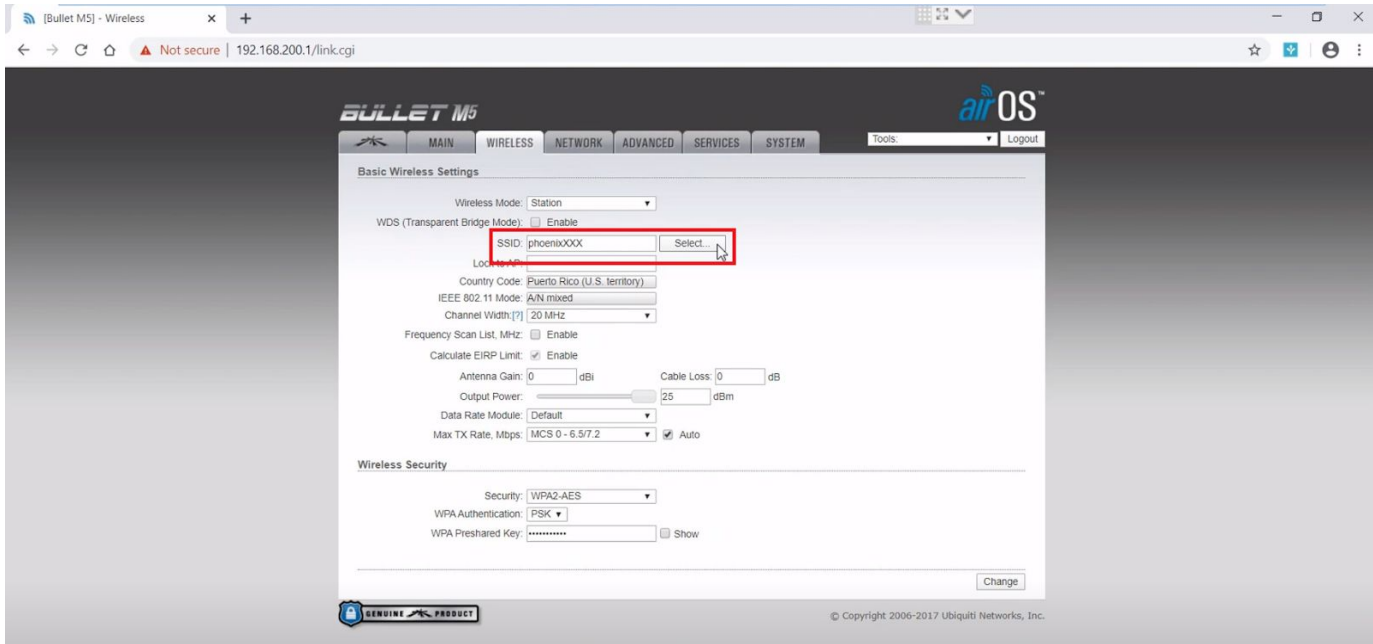 [Bullet M5] - Wireless
Not secure | 192.168.200.1/link.cgi
BULLET M5
airOS™
MAIN WIRELESS NETWORK ADVANCED SERVICES SYSTEM Tools: Logout
Basic Wireless Settings
Wireless Mode: Station
WDS (Transparent Bridge Mode): Enable
SSID: phoenixXXX Select...
Lock to AP:
Country Code: Puerto Rico (U.S. territory)
IEEE 802.11 Mode: A/N mixed
Channel Width:[?] 20 MHz
Frequency Scan List, MHz: Enable
Calculate EIRP Limit: Enable
Antenna Gain: 0 dBi Cable Loss: 0 dB
Output Power: 25 dBm
Data Rate Module: Default
Max TX Rate, Mbps: MCS 0 - 6.5/7.2 Auto
Wireless Security
Security: WPA2-AES
WPA Authentication: PSK
WPA Preshared Key: ••••••••••• Show
Change
GENUINE PRODUCT
© Copyright 2006-2017 Ubiquiti Networks, Inc.